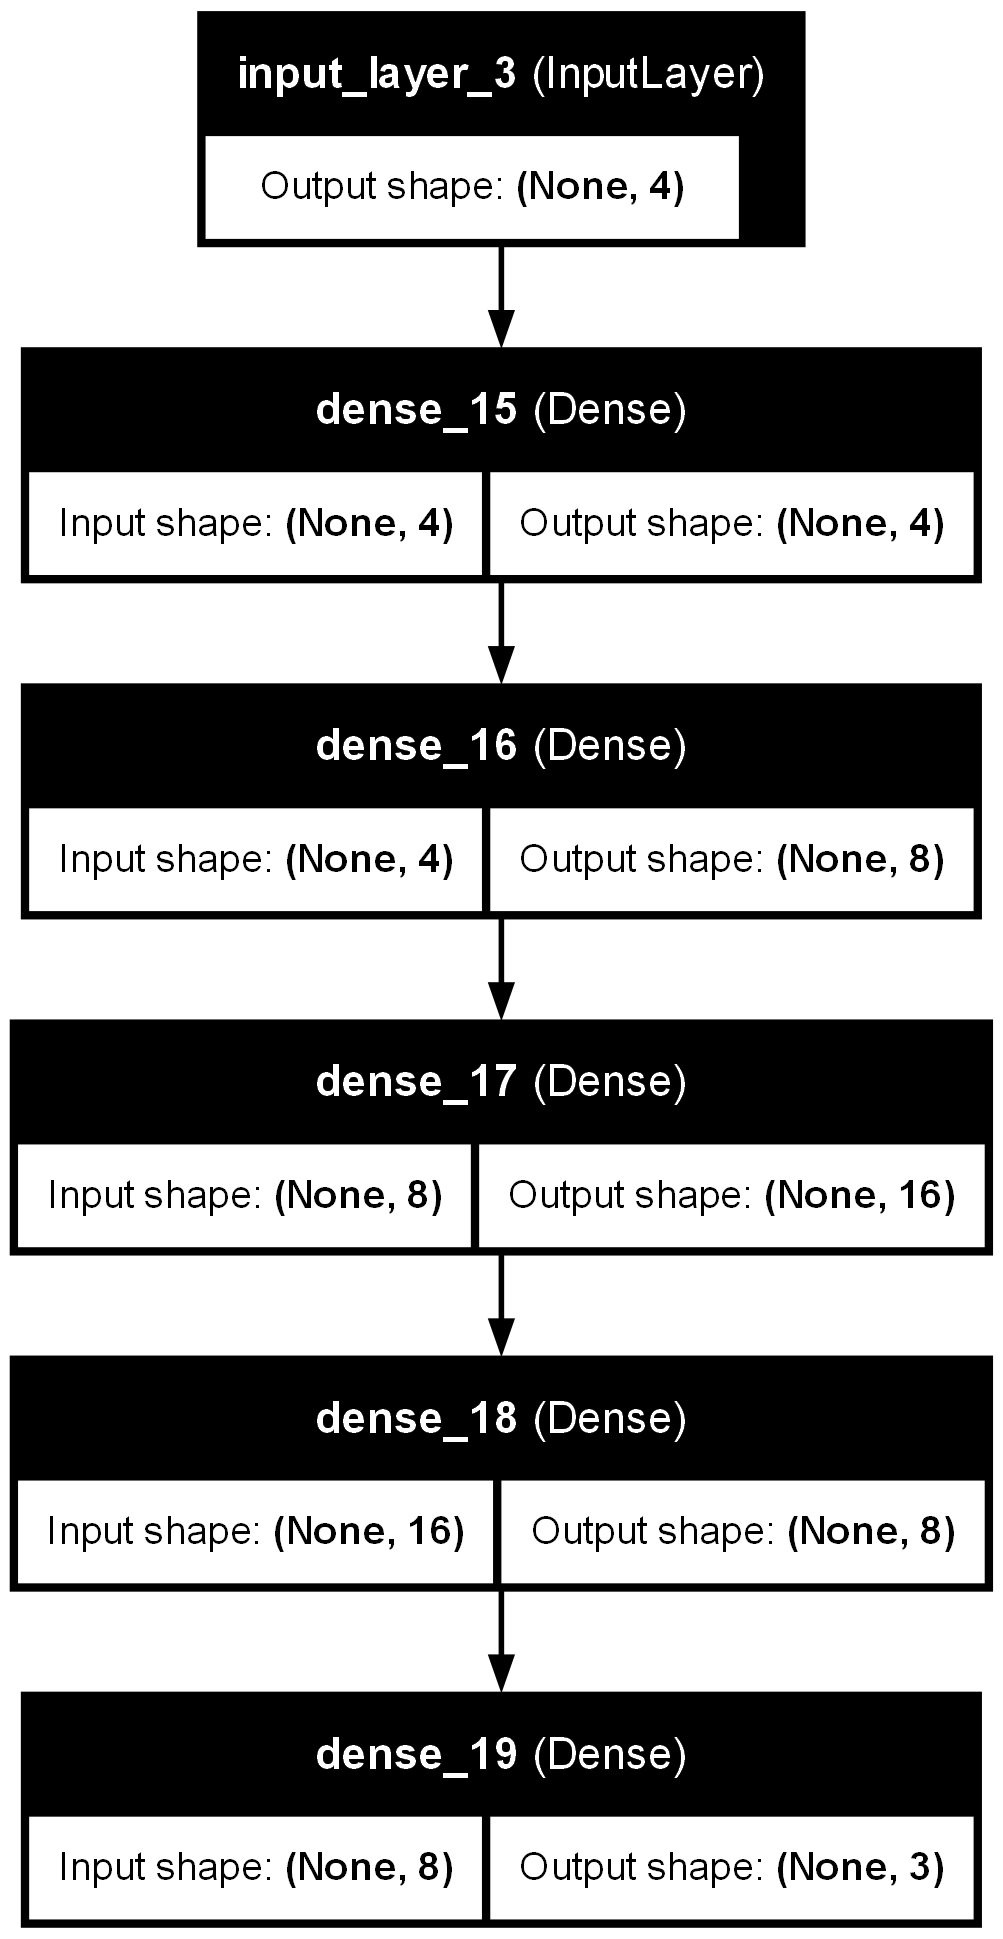 input_layer_3 (InputLayer)
Output shape: (None, 4)
dense_15 (Dense)
Input shape: (None, 4) Output shape: (None, 4)
dense_16 (Dense)
Input shape: (None, 4) Output shape: (None, 8)
dense_17 (Dense)
Input shape: (None, 8) Output shape: (None, 16)
dense_18 (Dense)
Input shape: (None, 16) Output shape: (None, 8)
dense_19 (Dense)
Input shape: (None, 8) Output shape: (None, 3)